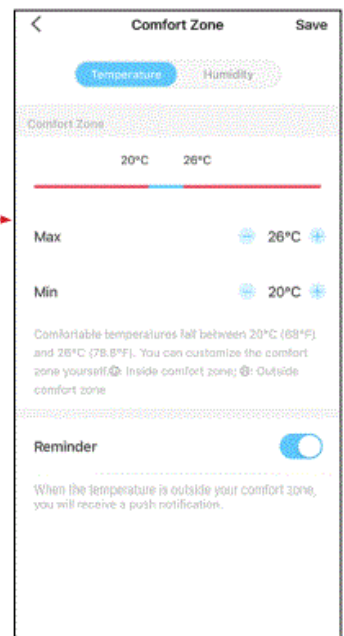 Comfort Zone Save
Temperature Humidity
Comfort Zone
20°C 26°C
Max 26°C
Min 20°C
Comfortable temperatures fall between 20°C (68°F)
and 26°C (78.8°F). You can customize the comfort
zone yourself. : Inside comfort zone; : Outside
comfort zone
Reminder
When the temperature is outside your comfort zone,
you will receive a push notification.